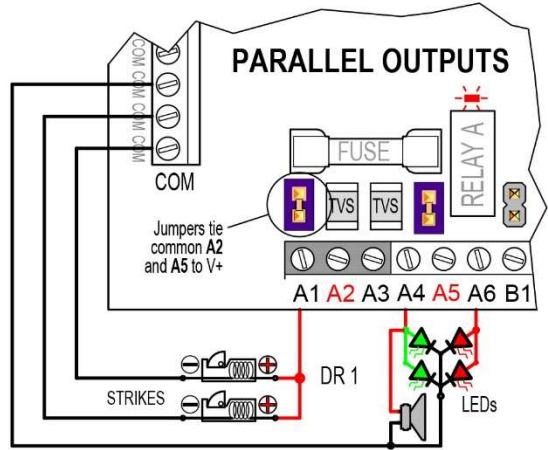 PARALLEL OUTPUTS
COM COM COM COM
COM
FUSE
RELAY A
TVS TVS
Jumpers tie
common A2
and A5 to V+
A1 A2 A3 A4 A5 A6 B1
DR 1
STRIKES
LEDs